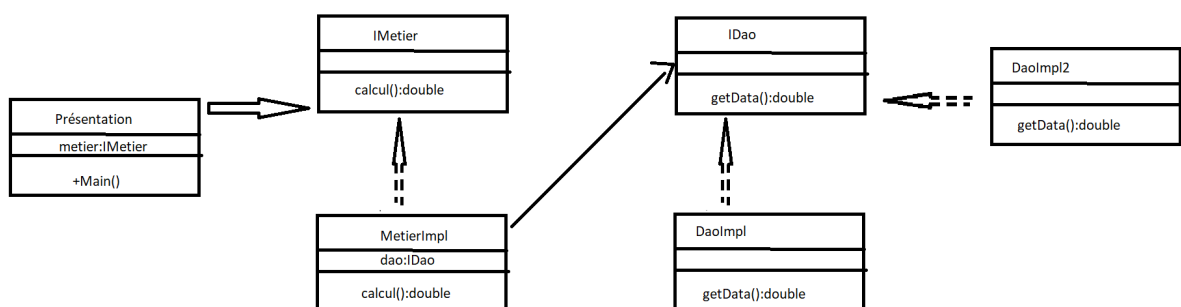 IMetier
calcul():double
IDao
getData():double
DaoImpl2
getData():double
Présentation
metier:IMetier
+Main()
MetierImpl
dao:IDao
calcul():double
DaoImpl
getData():double